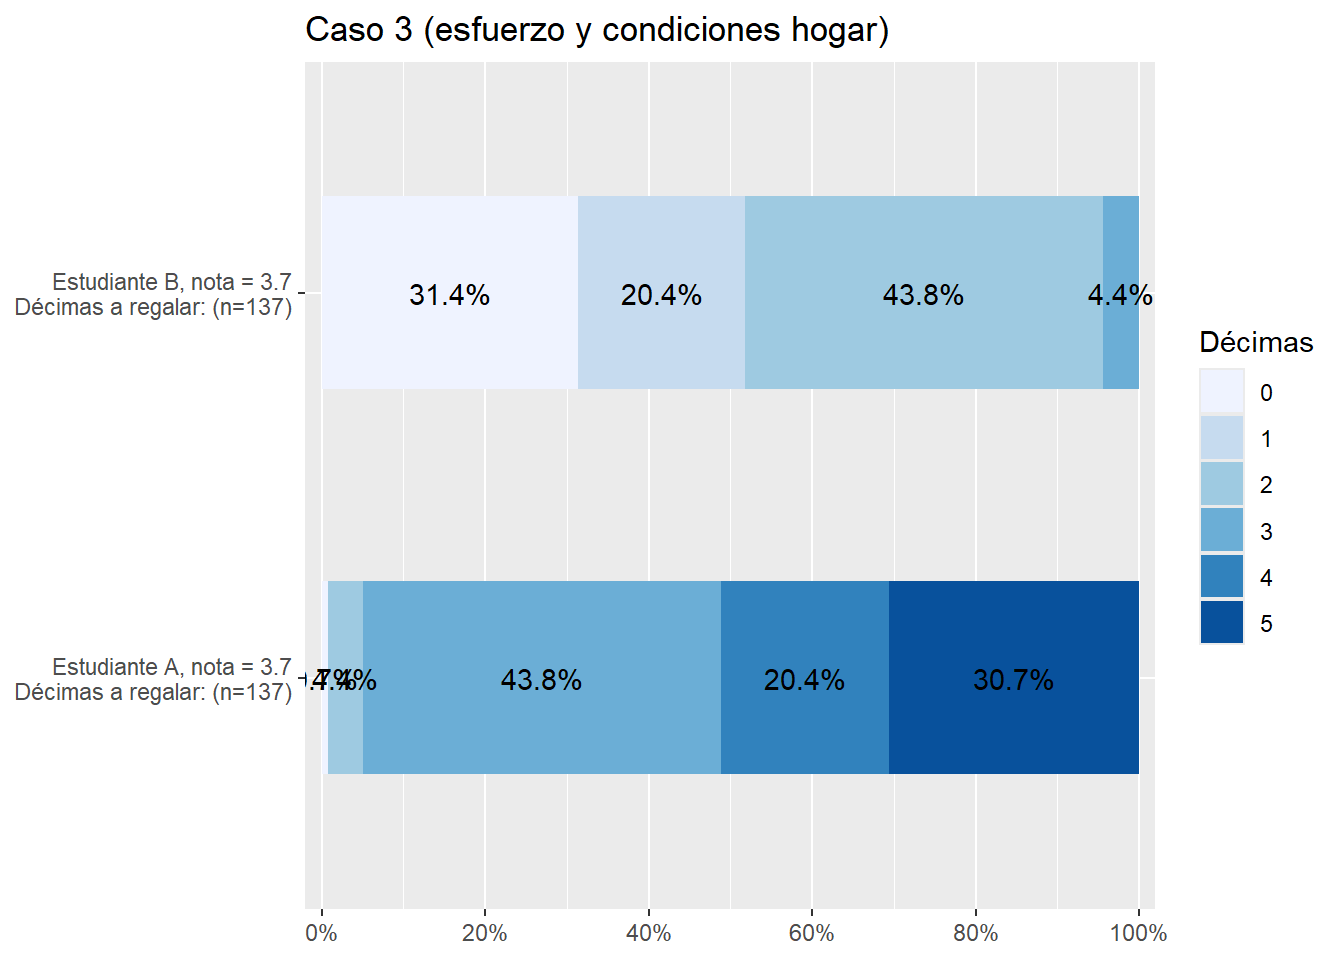 Caso 3 (esfuerzo y condiciones hogar)
Estudiante B, nota = 3.7
Décimas a regalar: (n=137)
31.4% 20.4% 43.8% 4.4%
Estudiante A, nota = 3.7
Décimas a regalar: (n=137)
4.4% 43.8% 20.4% 30.7%
0% 20% 40% 60% 80% 100%
Décimas
0
1
2
3
4
5